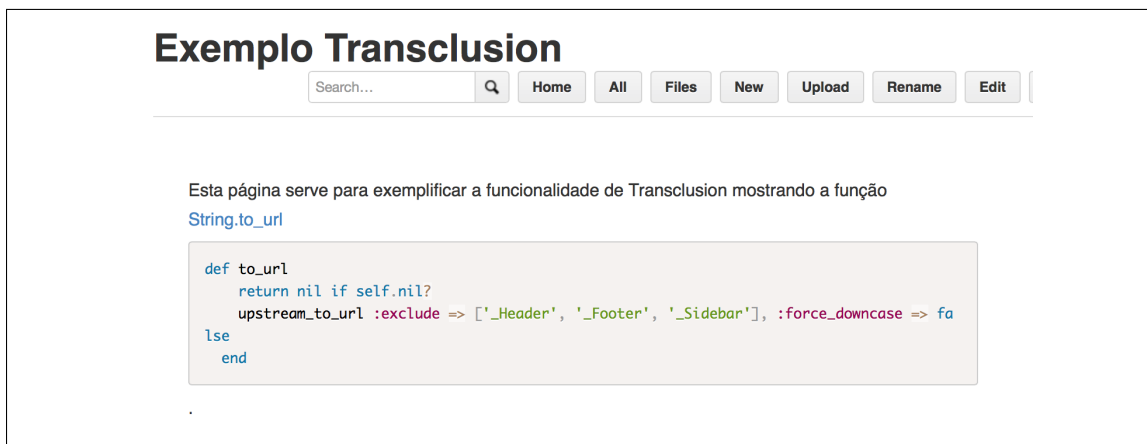 Exemplo Transclusion
Search... Home All Files New Upload Rename Edit
Esta página serve para exemplificar a funcionalidade de Transclusion mostrando a função
String.to_url
def to_url
    return nil if self.nil?
    upstream_to_url :exclude => ['_Header', '_Footer', '_Sidebar'], :force_downcase => fa
lse
  end
.